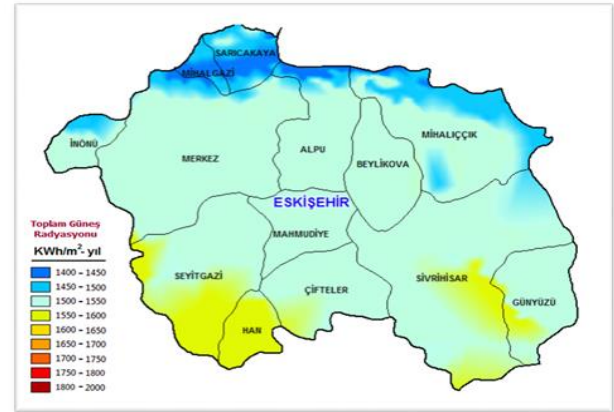 SARICAKAYA
MİHALGAZİ
İNÖNÜ
MERKEZ
ALPU
BEYLİKOVA
MİHALIÇÇIK
ESKİŞEHİR
MAHMUDİYE
SEYİTGAZİ
ÇİFTELER
SİVRİHİSAR
GÜNYÜZÜ
HAN
Toplam Güneş
Radyasyonu
KWh/m²- yıl
1400 - 1450
1450 - 1500
1500 - 1550
1550 - 1600
1600 - 1650
1650 - 1700
1700 - 1750
1750 - 1800
1800 - 2000